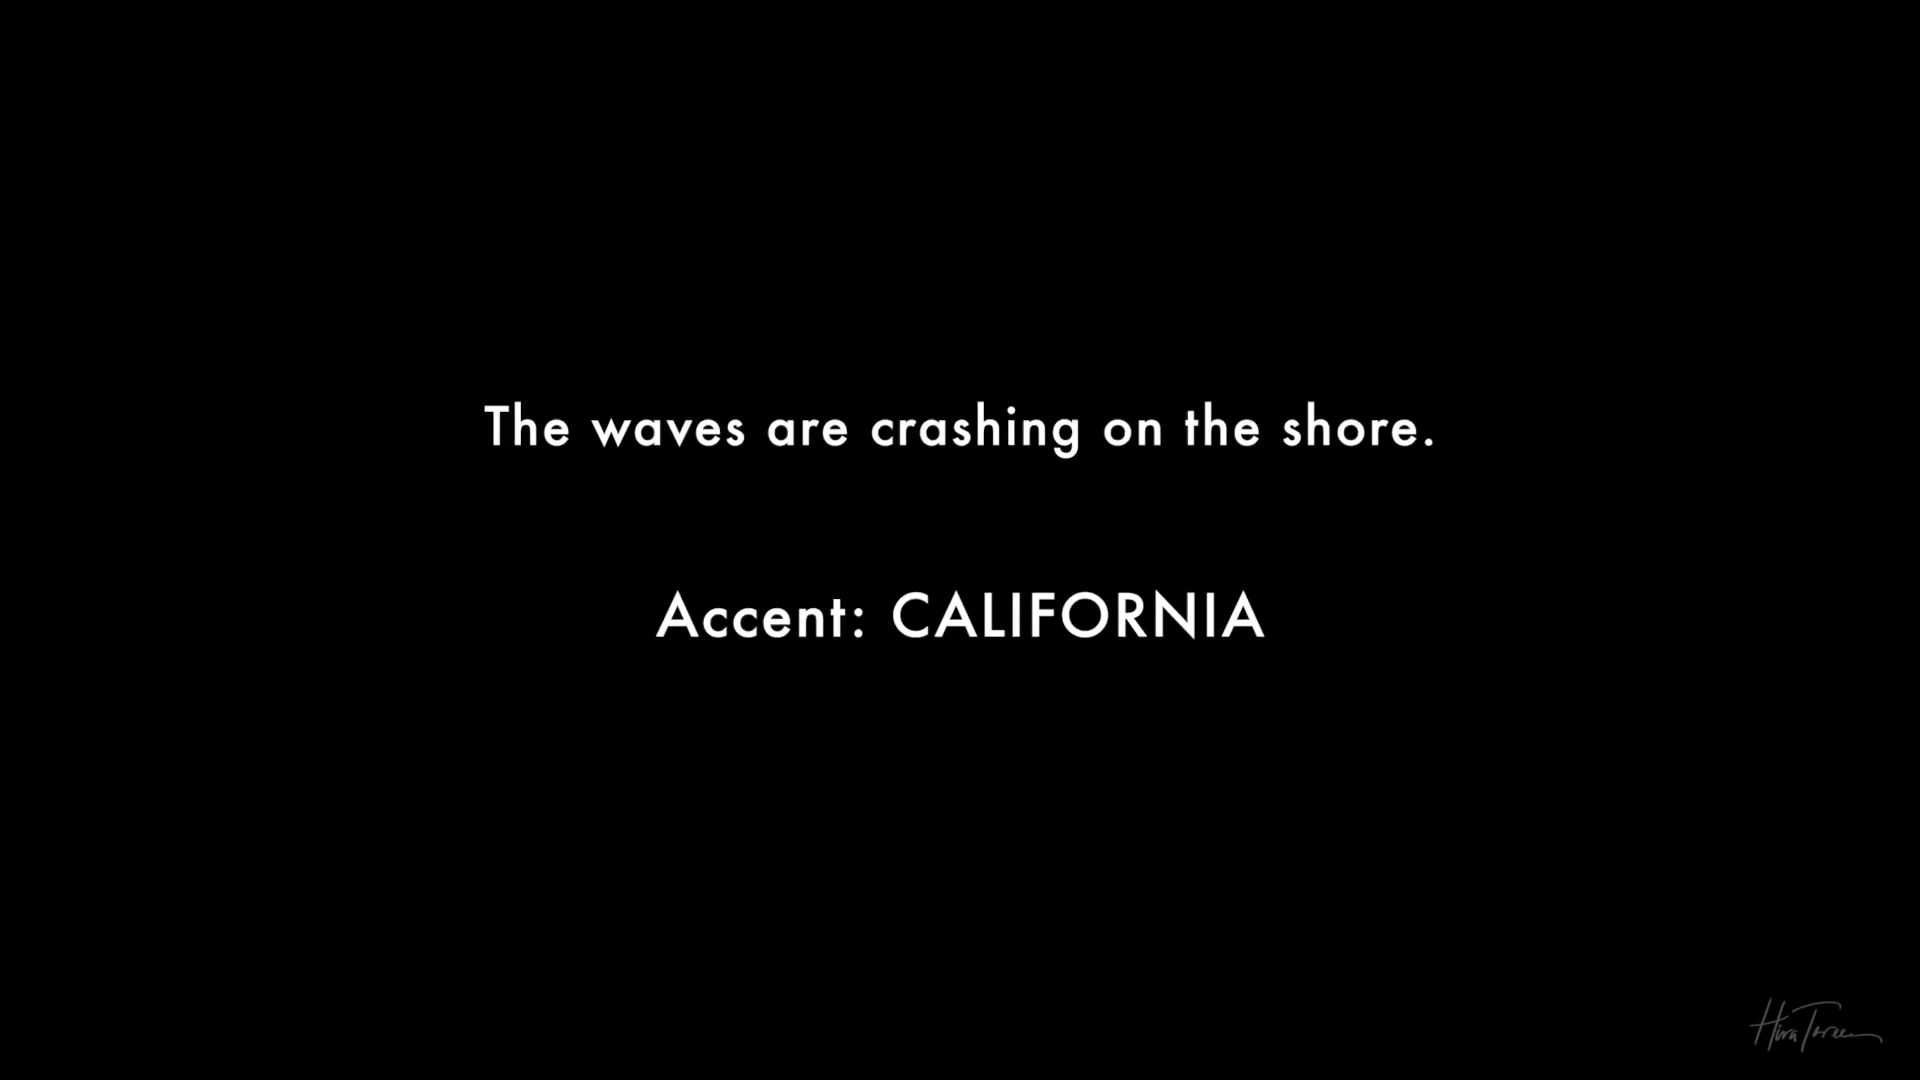 The waves are crashing on the shore.
Accent: CALIFORNIA